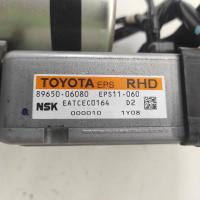 TOYOTA EPS RHD
89650-06080 EPS11-060
NSK EATCEC0164 D2
000010 1Y08